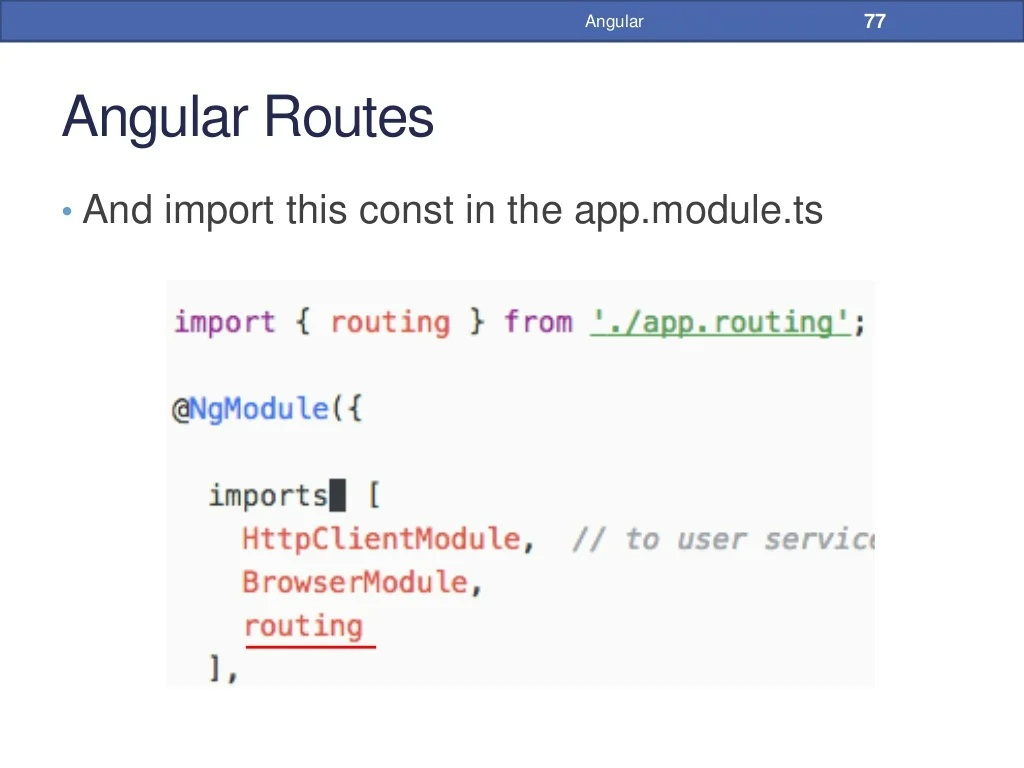 Angular 77
Angular Routes
• And import this const in the app.module.ts
import { routing } from './app.routing';
@NgModule({
imports [
HttpClientModule, // to user service
BrowserModule,
routing
],